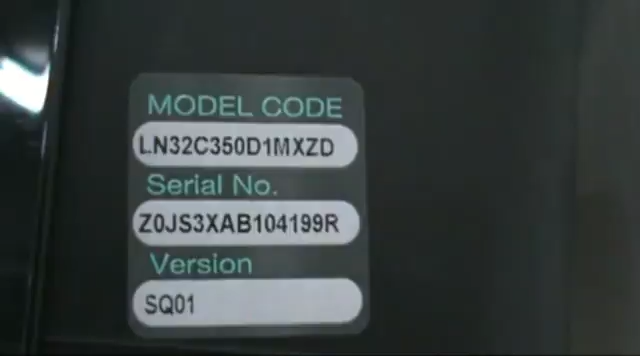 MODEL CODE
LN32C350D1MXZD
Serial No.
Z0JS3XAB104199R
Version
SQ01